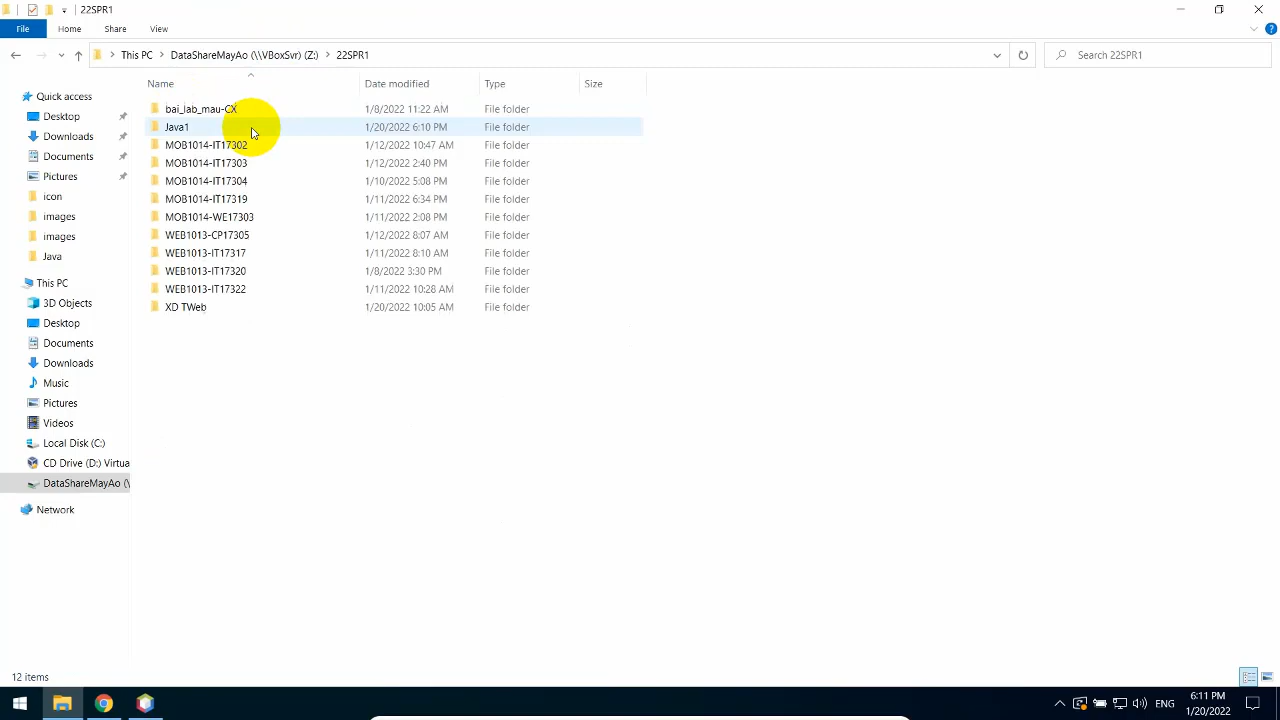 22SPR1
File Home Share View
This PC DataShareMayAo (\\VBoxSvr) (Z:) 22SPR1 Search 22SPR1
Name Date modified Type Size
Quick access
Desktop
Downloads
Documents
Pictures
icon
images
images
Java
This PC
3D Objects
Desktop
Documents
Downloads
Music
Pictures
Videos
Local Disk (C:)
CD Drive (D:) Virtua
DataShareMayAo (\
Network
bai_lab_mau-CX 1/8/2022 11:22 AM File folder
Java1 1/20/2022 6:10 PM File folder
MOB1014-IT17302 1/12/2022 10:47 AM File folder
MOB1014-IT17303 1/12/2022 2:40 PM File folder
MOB1014-IT17304 1/10/2022 5:08 PM File folder
MOB1014-IT17319 1/11/2022 6:34 PM File folder
MOB1014-WE17303 1/11/2022 2:08 PM File folder
WEB1013-CP17305 1/12/2022 8:07 AM File folder
WEB1013-IT17317 1/11/2022 8:10 AM File folder
WEB1013-IT17320 1/8/2022 3:30 PM File folder
WEB1013-IT17322 1/11/2022 10:28 AM File folder
XD TWeb 1/20/2022 10:05 AM File folder
12 items
ENG
6:11 PM
1/20/2022